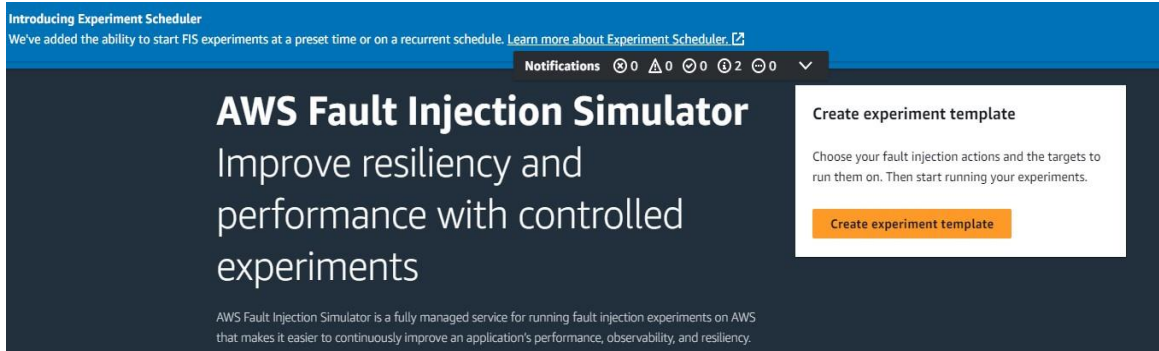 Introducing Experiment Scheduler
We've added the ability to start FIS experiments at a preset time or on a recurrent schedule. Learn more about Experiment Scheduler.
Notifications 0 0 0 2 0
AWS Fault Injection Simulator
Improve resiliency and
performance with controlled
experiments
AWS Fault Injection Simulator is a fully managed service for running fault injection experiments on AWS
that makes it easier to continuously improve an application's performance, observability, and resiliency.
Create experiment template
Choose your fault injection actions and the targets to
run them on. Then start running your experiments.
Create experiment template